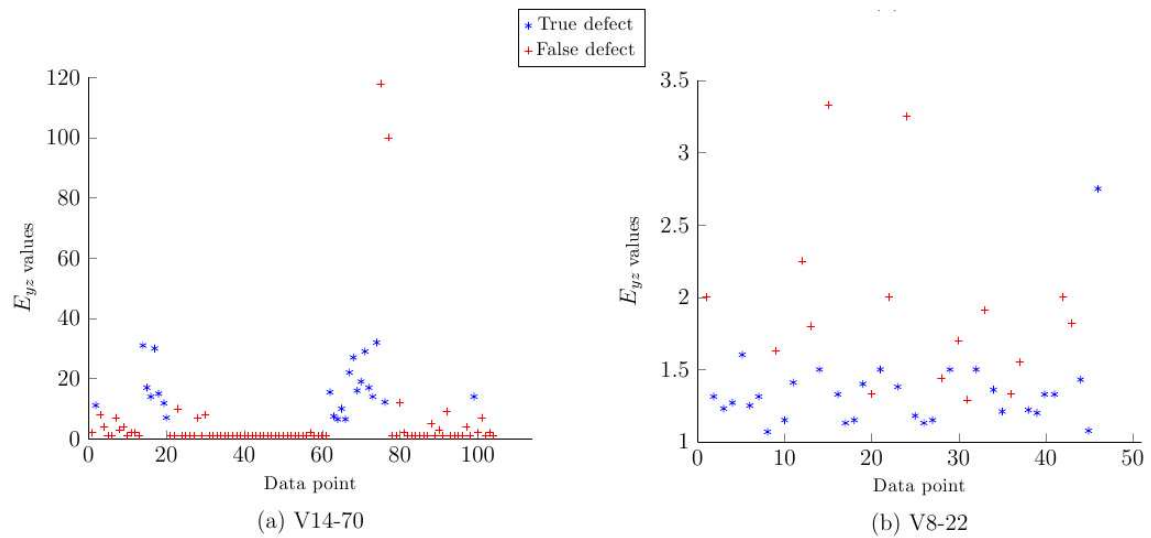 True defect
False defect
120
100
80
60
40
20
0
E_yz values
0 20 40 60 80 100
Data point
(a) V14-70
3.5
3
2.5
2
1.5
1
E_yz values
0 10 20 30 40 50
Data point
(b) V8-22